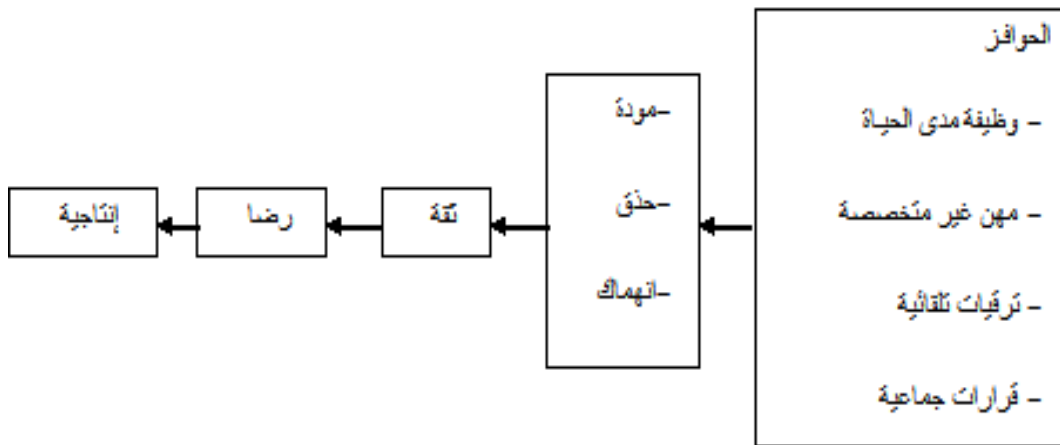 الحوافز
- وظيفة مدى الحياة
- مهن غير متخصصة
- ترقيات تلقائية
- قرارات جماعية
-مودة
-حذق
-انهماك
ثقة
رضا
إنتاجية